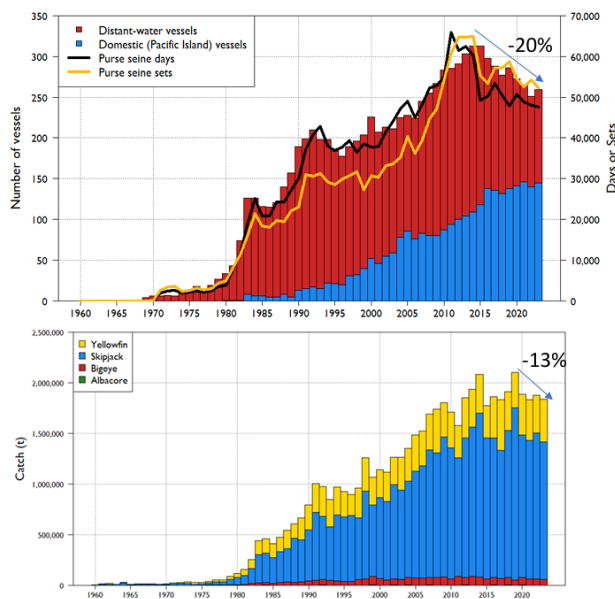 Distant-water vessels
Domestic (Pacific Island) vessels
Purse seine days
Purse seine sets
-20%
Number of vessels
Days or Sets
350
300
250
200
150
100
50
0
70,000
60,000
50,000
40,000
30,000
20,000
10,000
0
1960 1965 1970 1975 1980 1985 1990 1995 2000 2005 2010 2015 2020
Yellowfin
Skipjack
Bigeye
Albacore
-13%
Catch (t)
2,500,000
2,000,000
1,500,000
1,000,000
500,000
0
1960 1965 1970 1975 1980 1985 1990 1995 2000 2005 2010 2015 2020